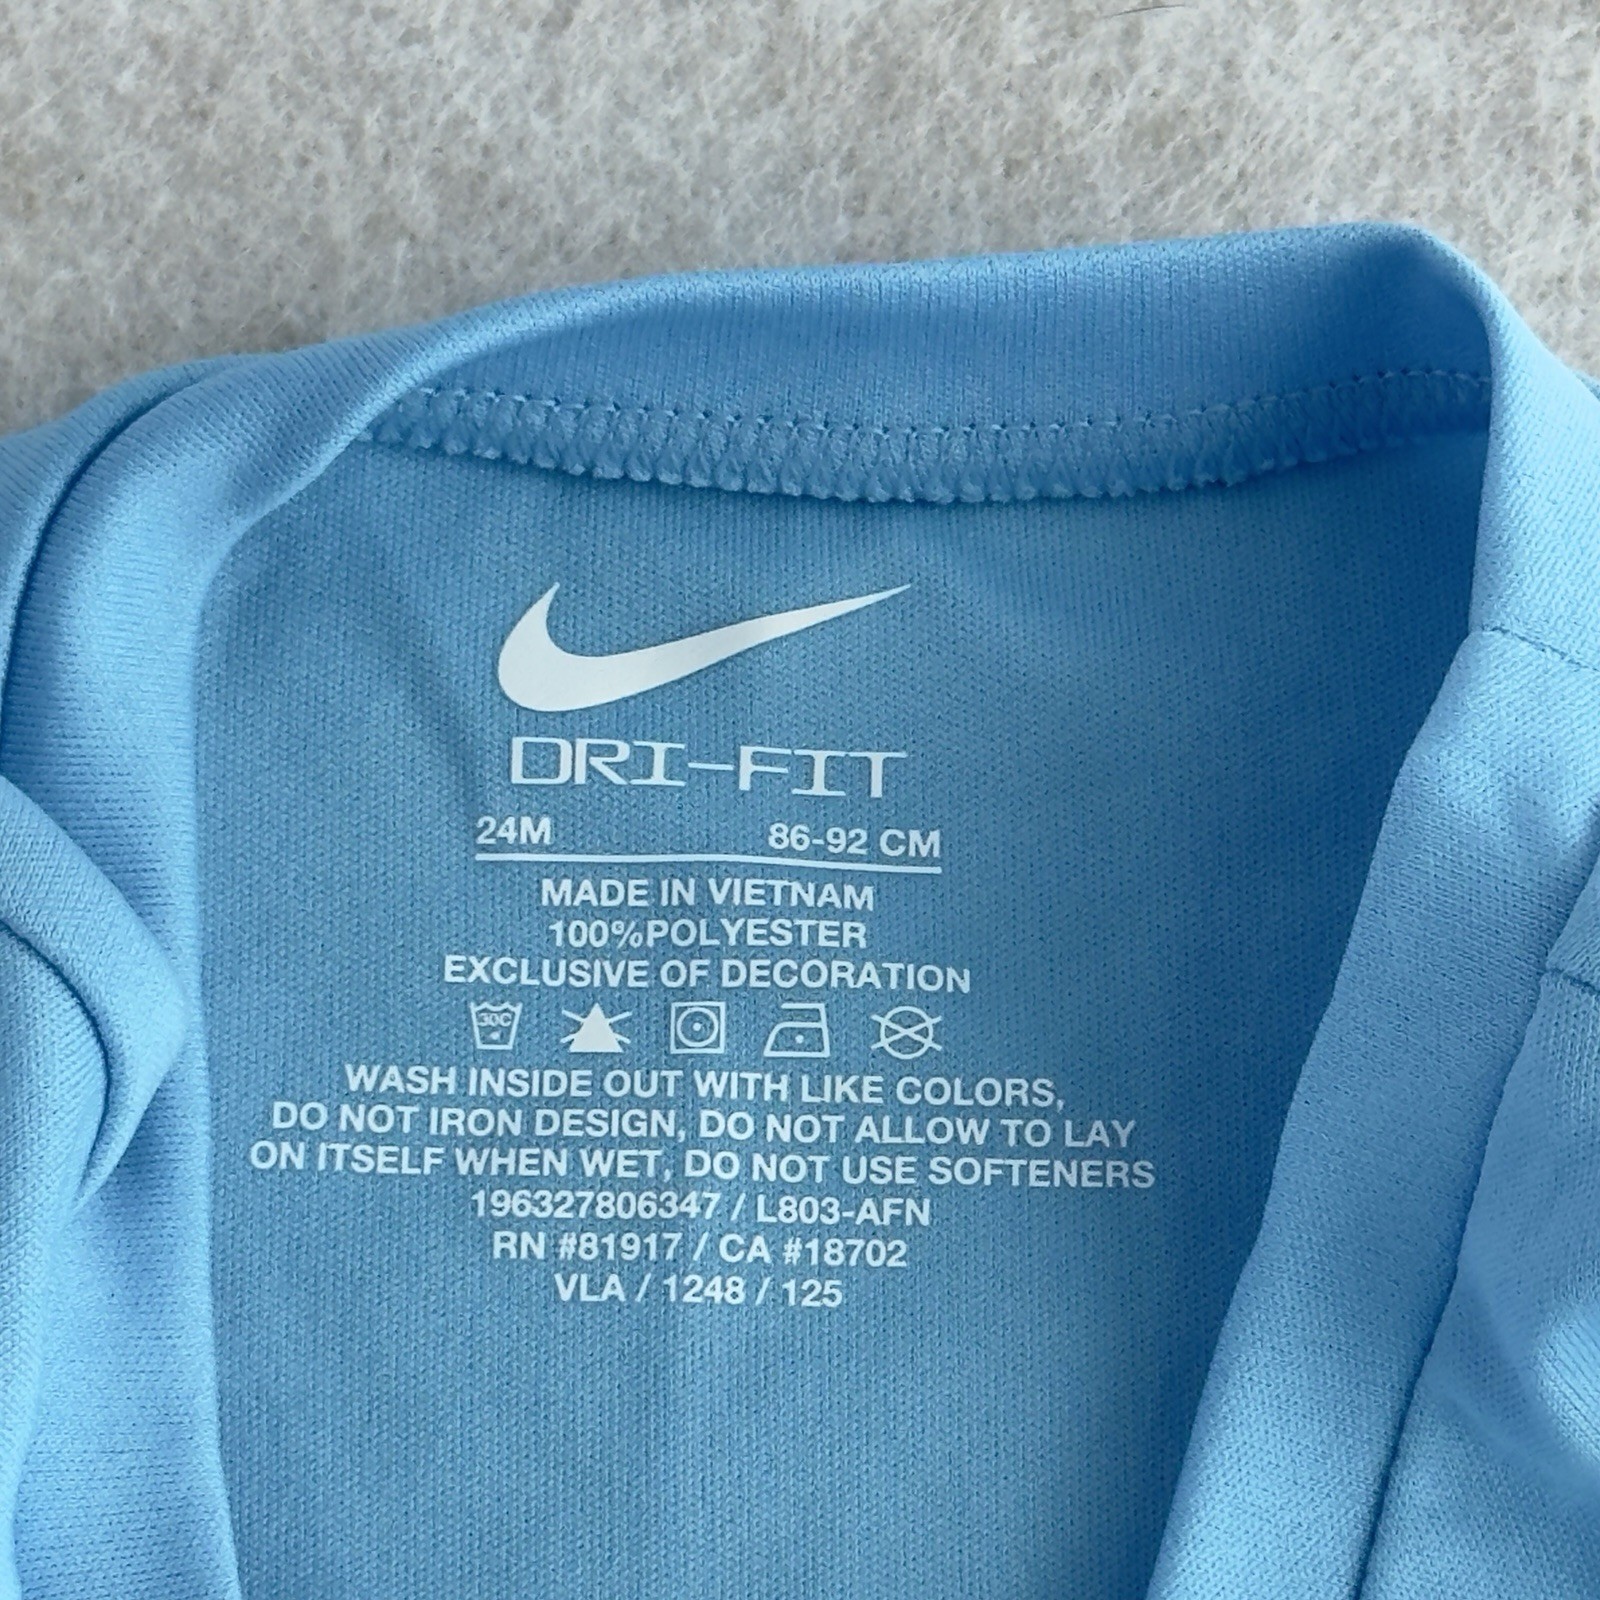 DRI-FIT
24M 86-92 CM
MADE IN VIETNAM
100%POLYESTER
EXCLUSIVE OF DECORATION
30C
WASH INSIDE OUT WITH LIKE COLORS,
DO NOT IRON DESIGN, DO NOT ALLOW TO LAY
ON ITSELF WHEN WET, DO NOT USE SOFTENERS
196327806347 / L803-AFN
RN #81917 / CA #18702
VLA / 1248 / 125